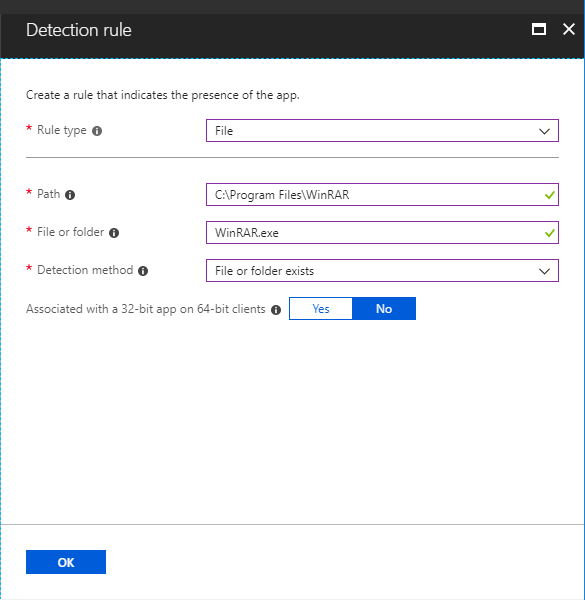 Detection rule
Create a rule that indicates the presence of the app.
* Rule type
File
* Path
C:\Program Files\WinRAR
* File or folder
WinRAR.exe
* Detection method
File or folder exists
Associated with a 32-bit app on 64-bit clients
Yes
No
OK